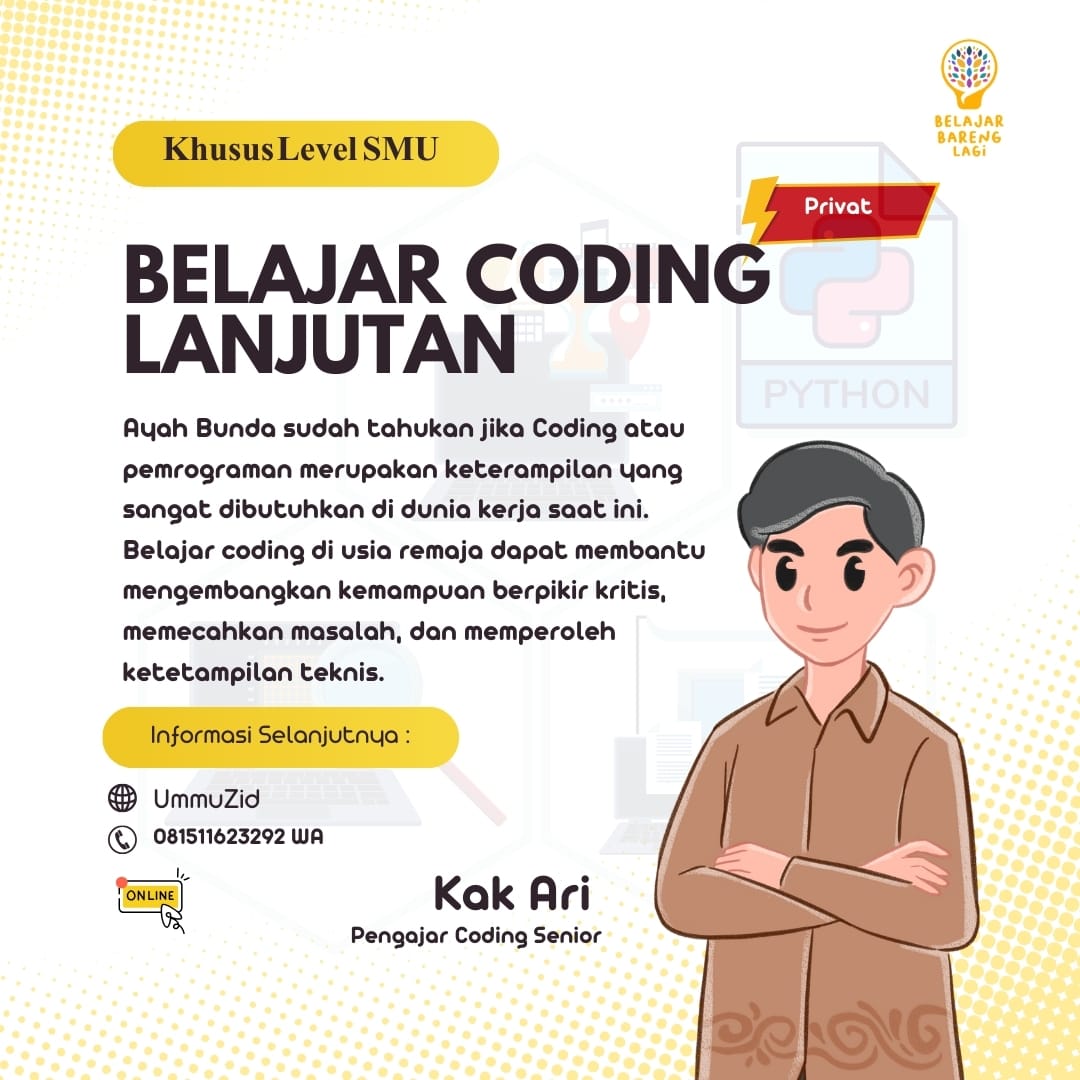 BELAJAR
BARENG
LAGI
Khusus Level SMU
Privat
BELAJAR CODING
LANJUTAN
PYTHON
Ayah Bunda sudah tahukan jika Coding atau
pemrograman merupakan keterampilan yang
sangat dibutuhkan di dunia kerja saat ini.
Belajar coding di usia remaja dapat membantu
mengembangkan kemampuan berpikir kritis,
memecahkan masalah, dan memperoleh
ketetampilan teknis.
Informasi Selanjutnya :
UmmuZid
081511623292 WA
ONLINE
Kak Ari
Pengajar Coding Senior